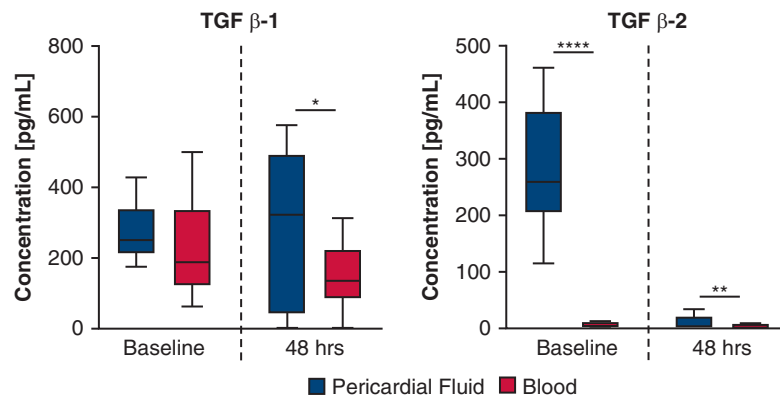 TGF β-1
Concentration [pg/mL]
800
600
400
200
0
*
Baseline
48 hrs
TGF β-2
Concentration [pg/mL]
500
400
300
200
100
0
****
**
Baseline
48 hrs
Pericardial Fluid
Blood